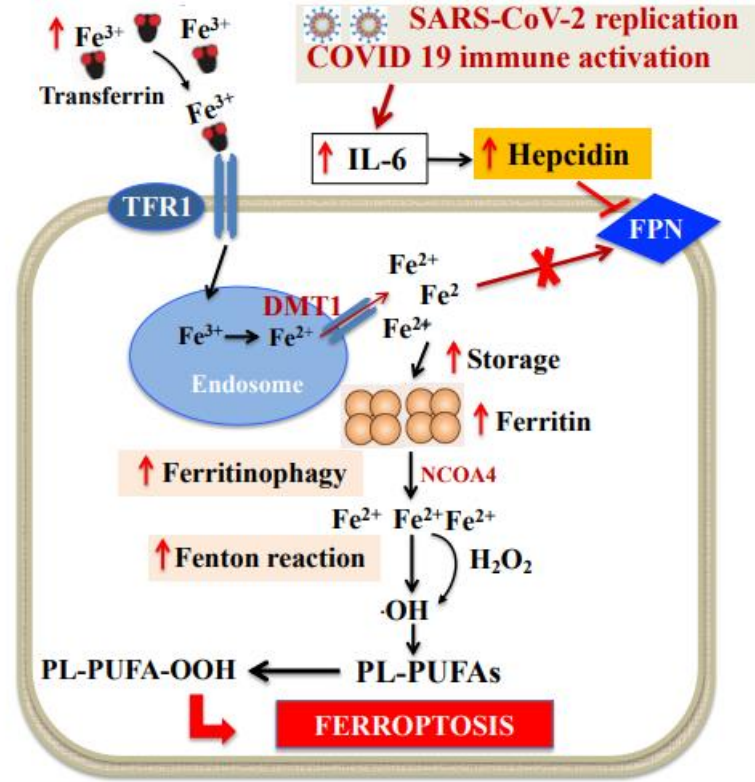 SARS-CoV-2 replication
COVID 19 immune activation
Fe³⁺ Fe³⁺
Transferrin
Fe³⁺
IL-6
Hepcidin
TFR1
FPN
Fe²⁺
Fe²
Fe²⁺
DMT1
Fe³⁺ Fe²⁺
Endosome
Storage
Ferritin
Ferritinophagy
NCOA4
Fe²⁺ Fe²⁺ Fe²⁺
Fenton reaction
H₂O₂
·OH
PL-PUFA-OOH PL-PUFAs
FERROPTOSIS